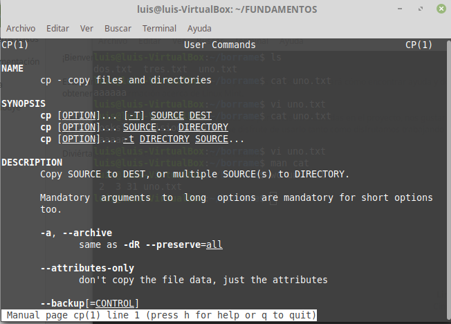 luis@luis-VirtualBox: ~/FUNDAMENTOS
Archivo Editar Ver Buscar Terminal Ayuda
CP(1) User Commands CP(1)
NAME
cp - copy files and directories
SYNOPSIS
cp [OPTION]... [-T] SOURCE DEST
cp [OPTION]... SOURCE... DIRECTORY
cp [OPTION]... -t DIRECTORY SOURCE...
DESCRIPTION
Copy SOURCE to DEST, or multiple SOURCE(s) to DIRECTORY.
Mandatory arguments to long options are mandatory for short options
too.
-a, --archive
same as -dR --preserve=all
--attributes-only
don't copy the file data, just the attributes
--backup[=CONTROL]
Manual page cp(1) line 1 (press h for help or q to quit)